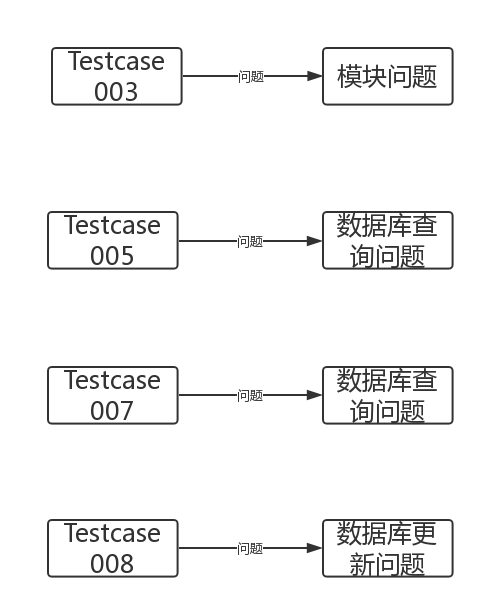 Testcase
003
问题
模块问题
Testcase
005
问题
数据库查
询问题
Testcase
007
问题
数据库查
询问题
Testcase
008
问题
数据库更
新问题